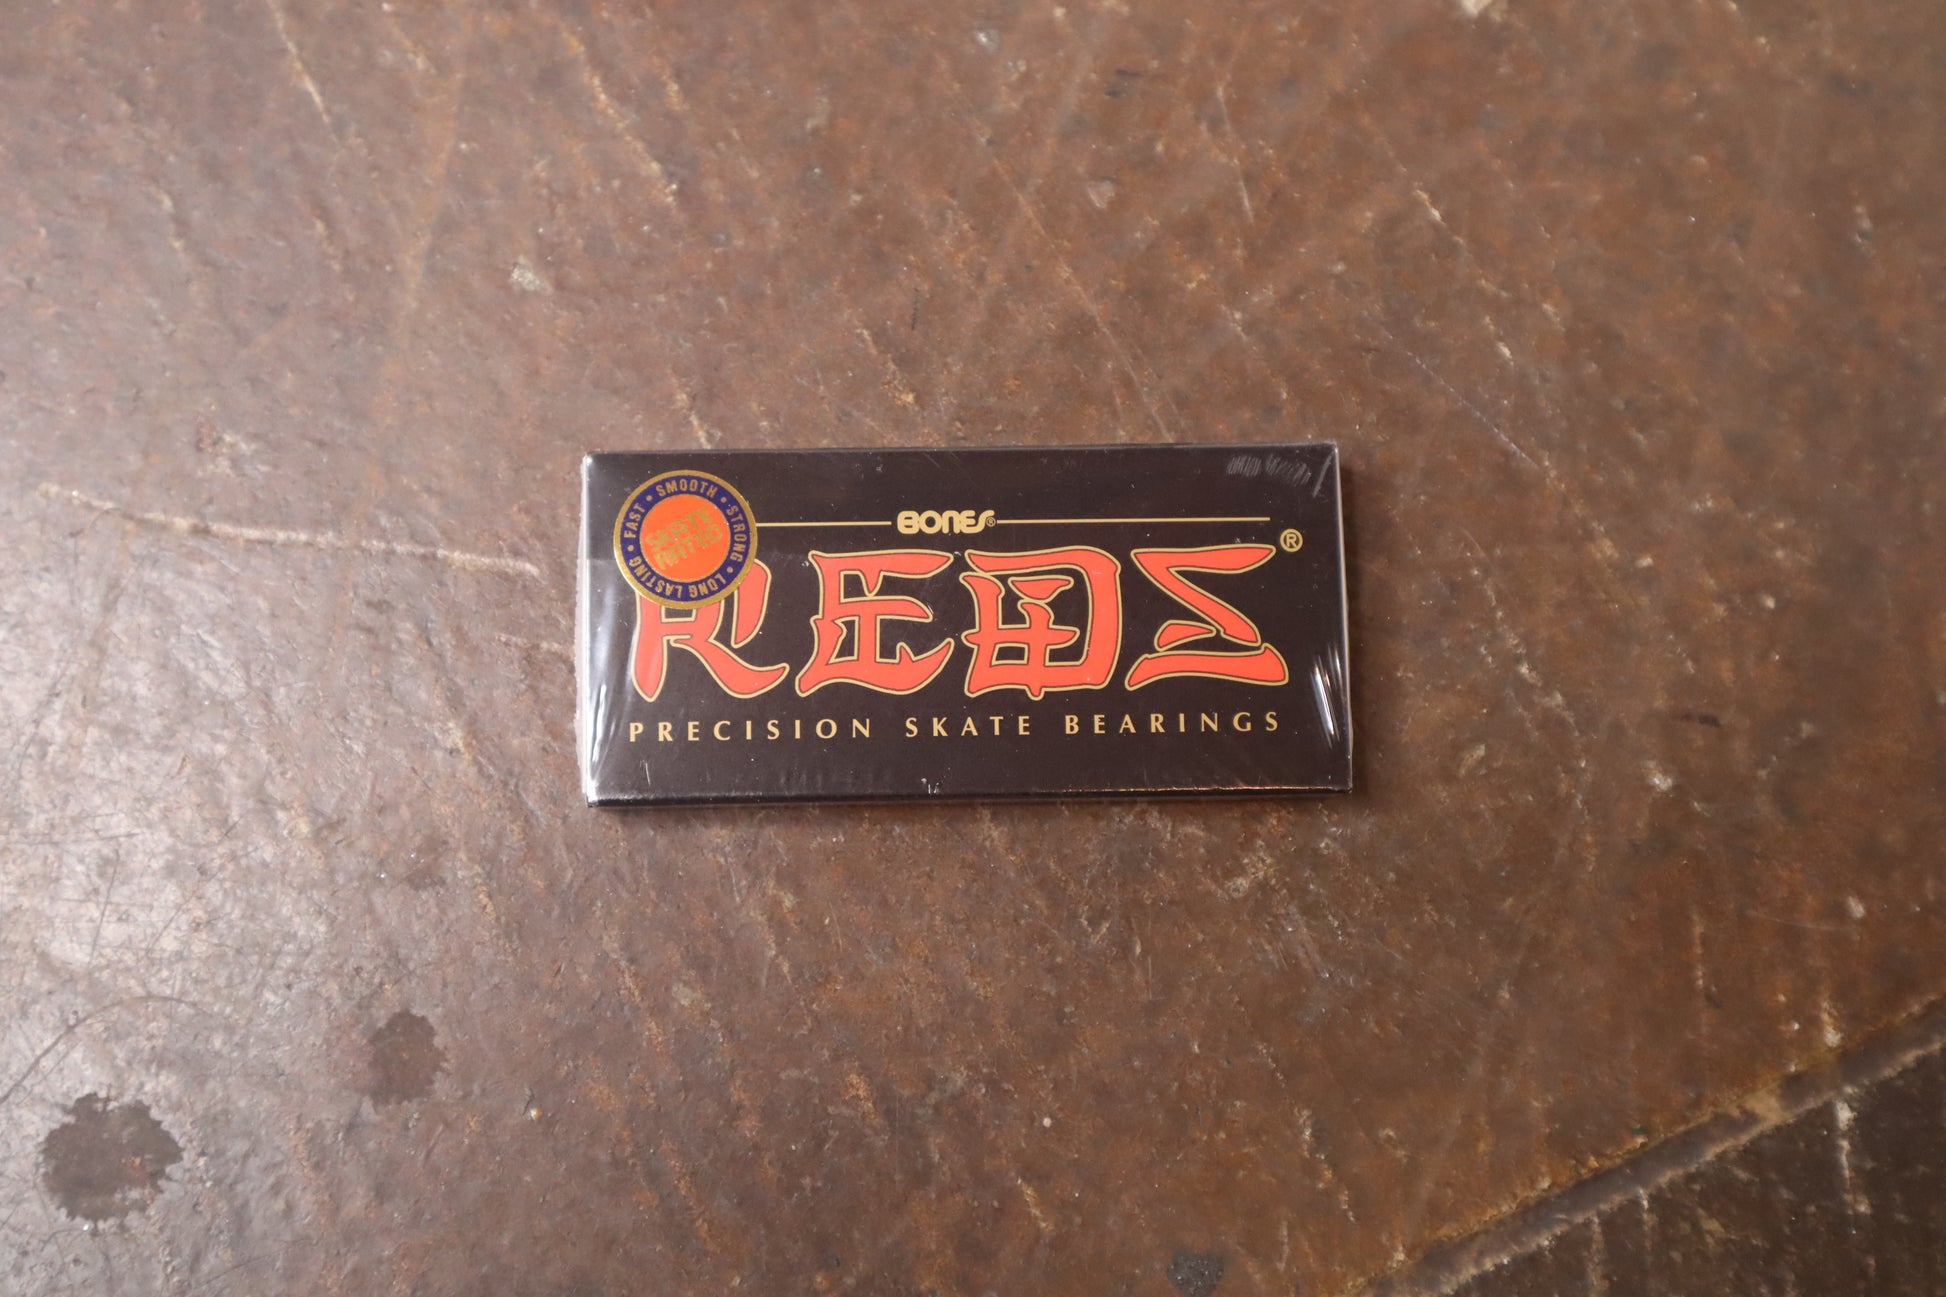 SMOOTH • STRONG • LONG LASTING • FAST •
SKATE
RATED
BONES®
REDS®
PRECISION SKATE BEARINGS